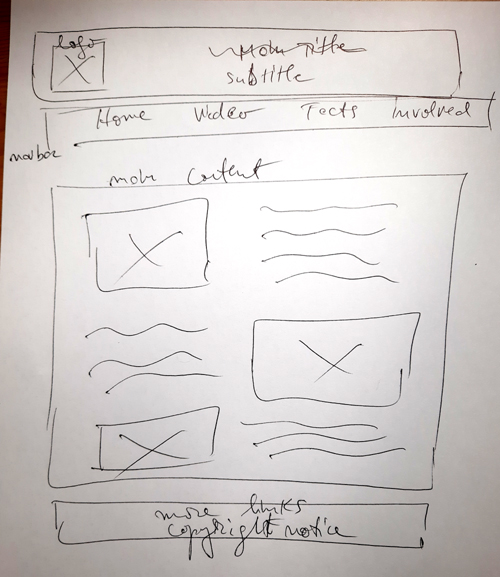 logo
Main Title
subtitle
Home Video Facts Involved
navbar
main content
more links
copyright notice